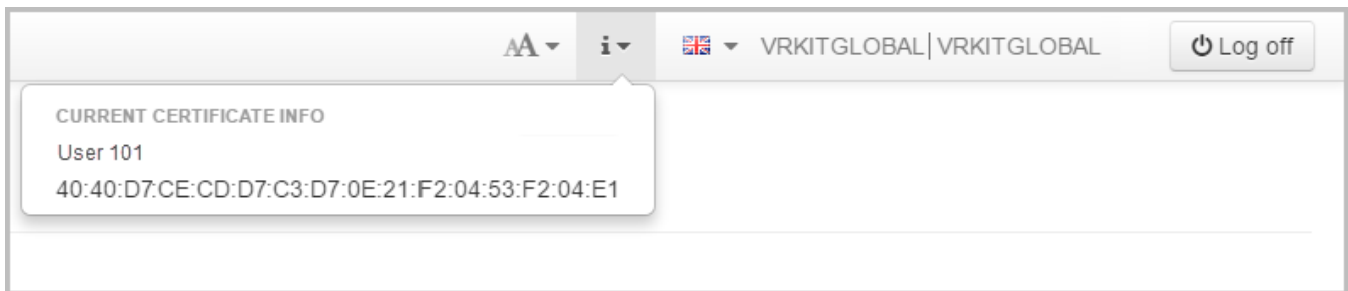 AA i VRKITGLOBAL|VRKITGLOBAL Log off
CURRENT CERTIFICATE INFO
User 101
40:40:D7:CE:CD:D7:C3:D7:0E:21:F2:04:53:F2:04:E1